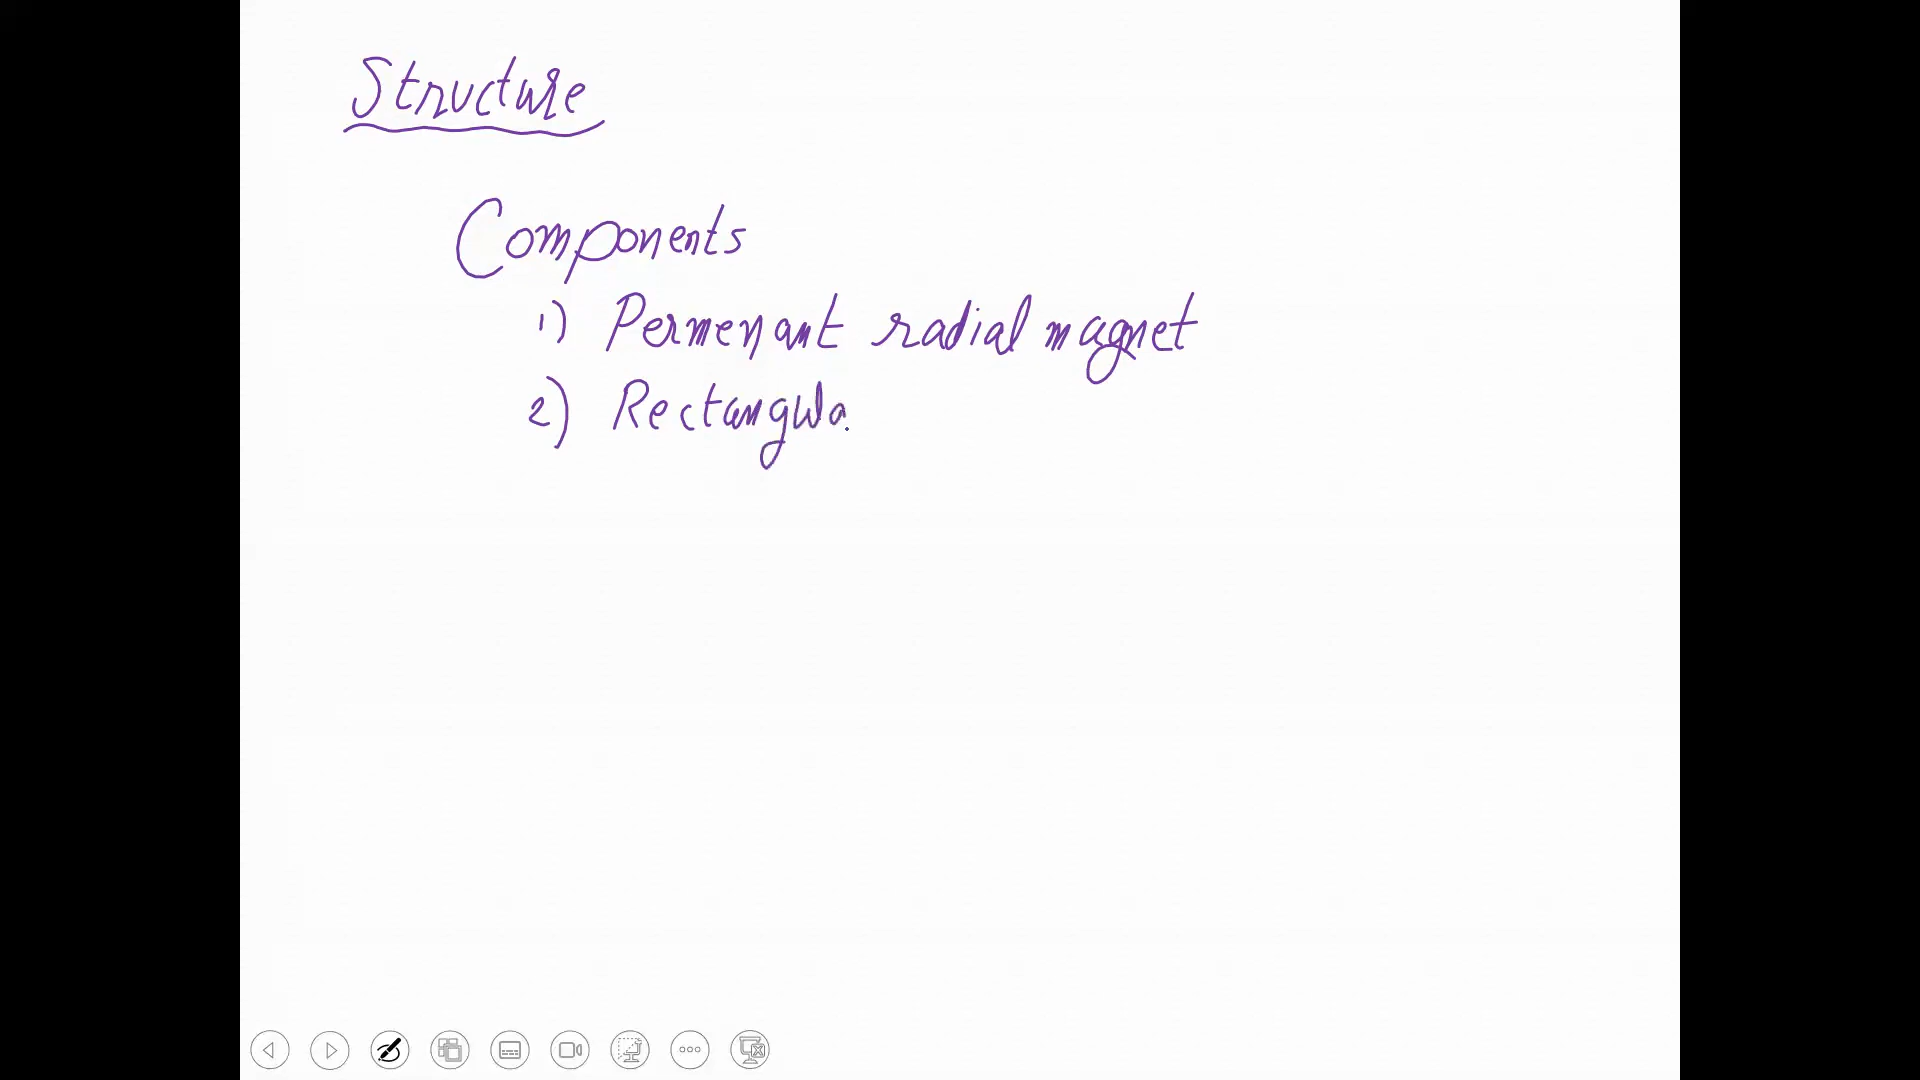 Structure
Components
1) Permenant radial magnet
2) Rectangula